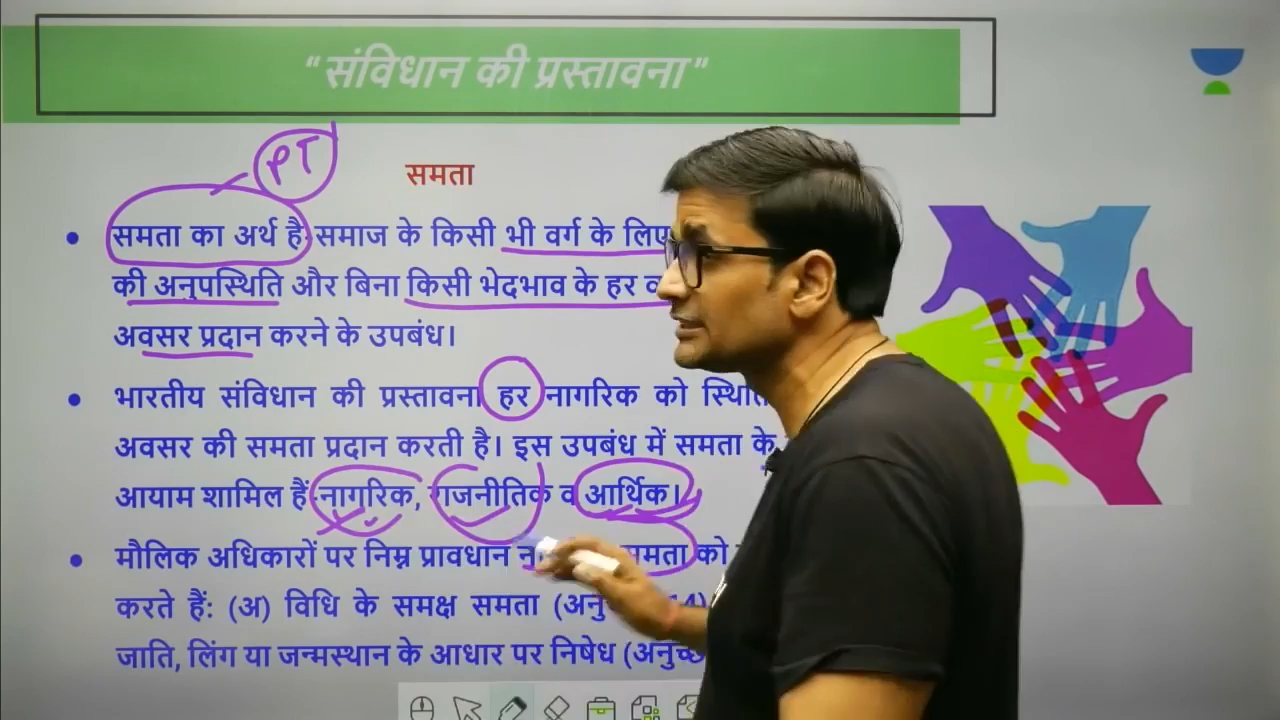 “संविधान की प्रस्तावना”
PT
समता
समता का अर्थ है समाज के किसी भी वर्ग के लिए
की अनुपस्थिति और बिना किसी भेदभाव के हर
अवसर प्रदान करने के उपबंध।
भारतीय संविधान की प्रस्तावना हर नागरिक को
अवसर की समता प्रदान करती है। इस उपबंध में समता के
आयाम शामिल हैं-नागरिक, राजनीतिक व आर्थिक।
मौलिक अधिकारों पर निम्न प्रावधान समता को
करते हैं: (अ) विधि के समक्ष समता
जाति, लिंग या जन्मस्थान के आधार पर निषेध